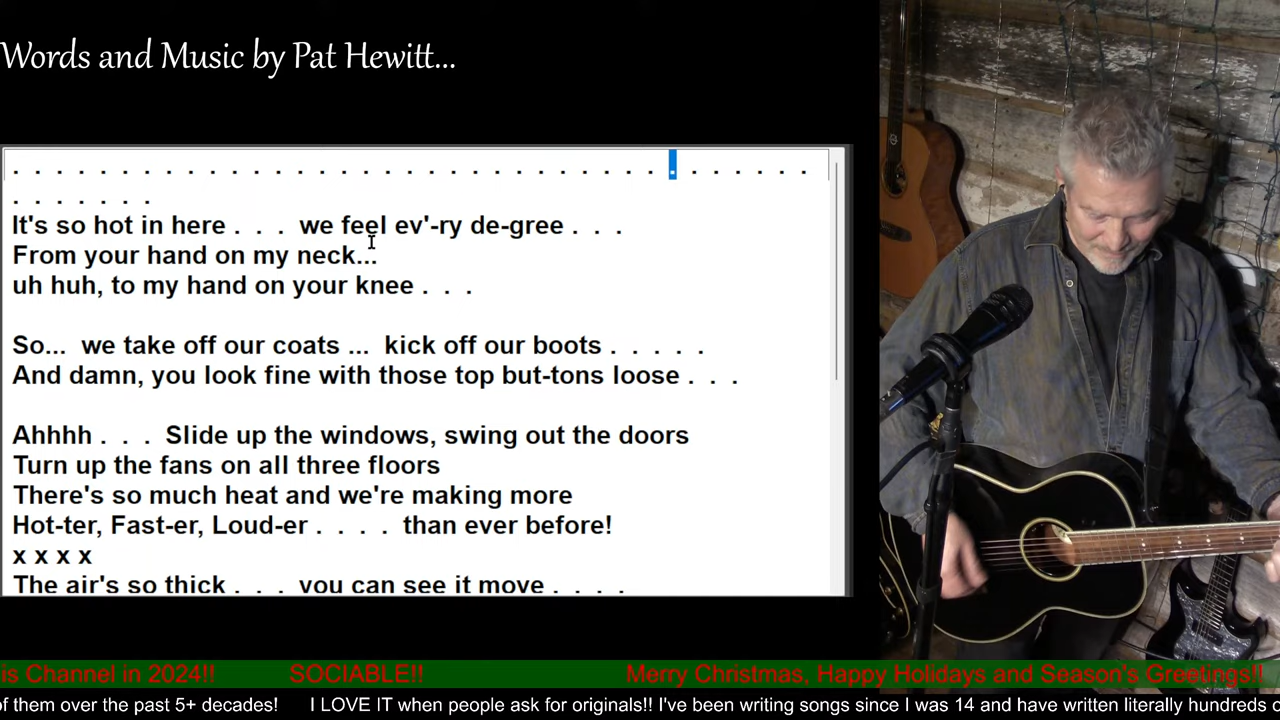 Words and Music by Pat Hewitt...
. . . . . . . . . . . . . . . . . . . . . . . . . . . . . . . . . . . . . . . . . . . .
. . . . . . .
It's so hot in here . . . we feel ev'-ry de-gree . . .
From your hand on my neck...
uh huh, to my hand on your knee . . .
So... we take off our coats ... kick off our boots . . . . .
And damn, you look fine with those top but-tons loose . . .
Ahhhh . . . Slide up the windows, swing out the doors
Turn up the fans on all three floors
There's so much heat and we're making more
Hot-ter, Fast-er, Loud-er . . . . than ever before!
x x x x
The air's so thick . . . you can see it move . . . .
is Channel in 2024!! SOCIABLE!! Merry Christmas, Happy Holidays and Season's Greetings!!
of them over the past 5+ decades! I LOVE IT when people ask for originals!! I've been writing songs since I was 14 and have written literally hundreds